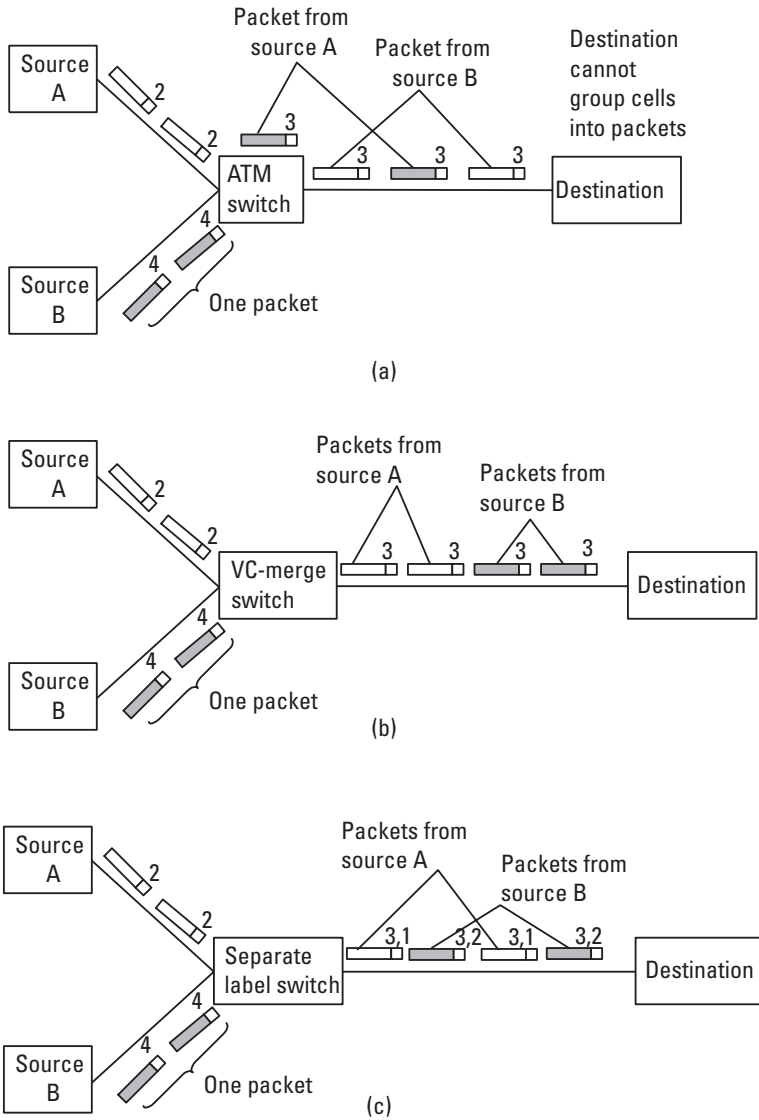 Packet from
source A
Packet from
source B
Destination
cannot
group cells
into packets
Source
A
2
2
3
3
3
3
ATM
switch
Destination
4
4
Source
B
One packet
(a)
Source
A
2
2
Packets from
source A
Packets from
source B
3
3
3
3
VC-merge
switch
Destination
4
4
Source
B
One packet
(b)
Source
A
2
2
Packets from
source A
Packets from
source B
3,1
3,2
3,1
3,2
Separate
label switch
Destination
4
4
Source
B
One packet
(c)